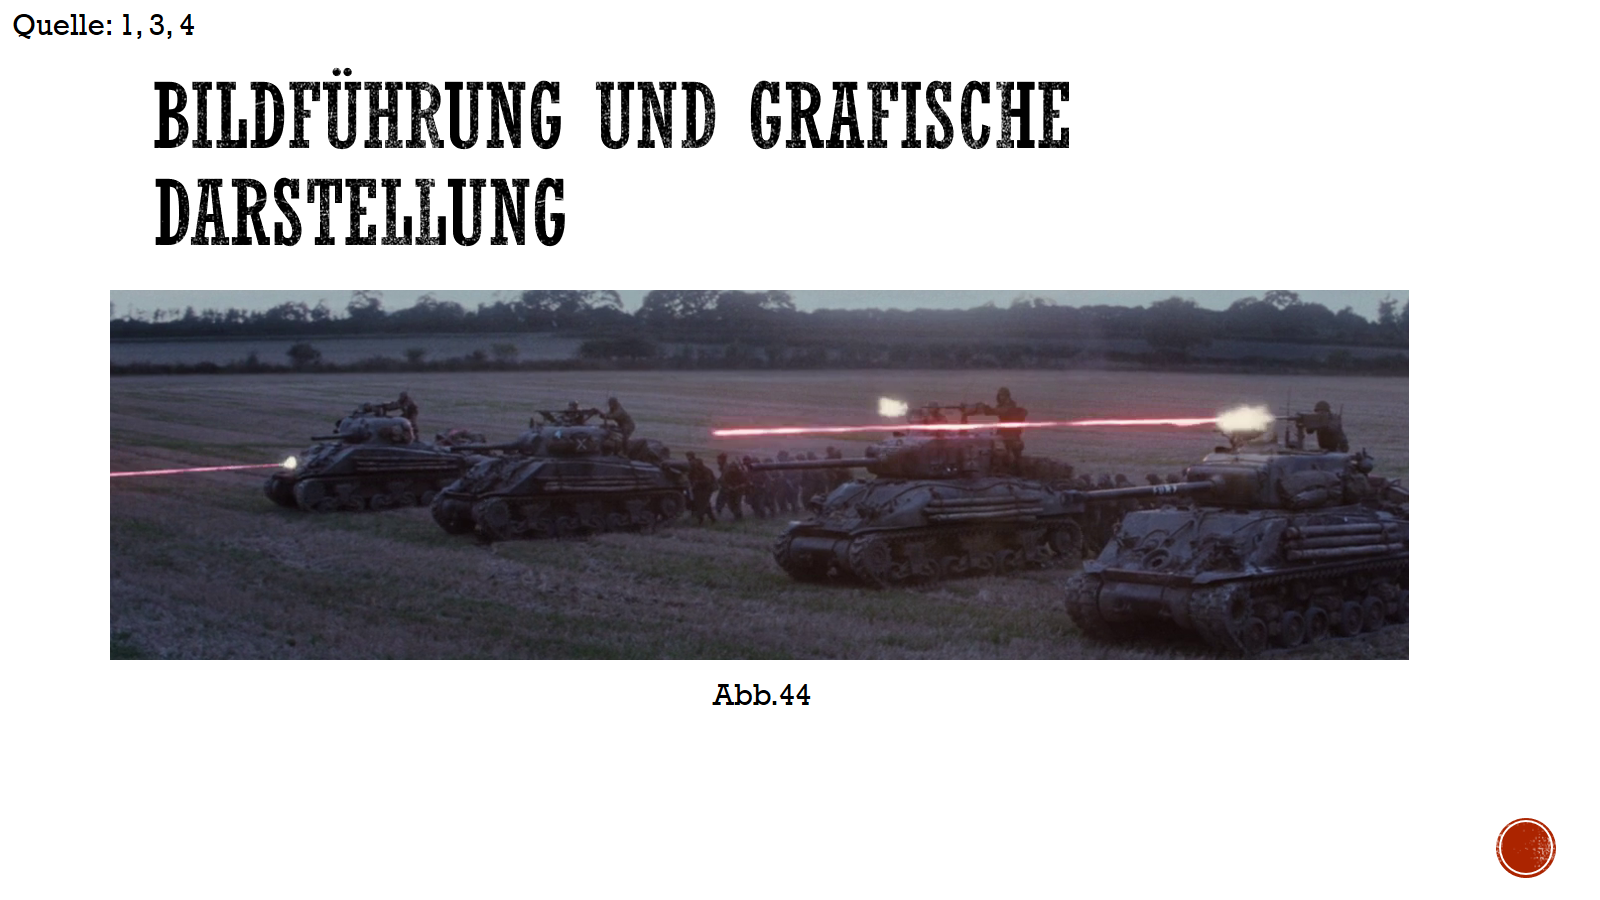 Quelle: 1, 3, 4
BILDFÜHRUNG UND GRAFISCHE
DARSTELLUNG
Abb.44